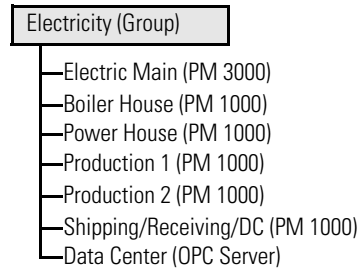 Electricity (Group)
Electric Main (PM 3000)
Boiler House (PM 1000)
Power House (PM 1000)
Production 1 (PM 1000)
Production 2 (PM 1000)
Shipping/Receiving/DC (PM 1000)
Data Center (OPC Server)